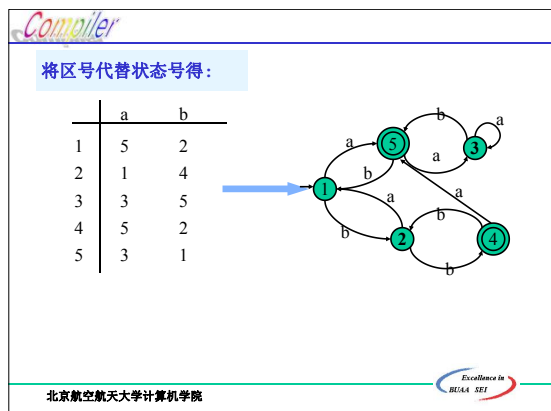 Compiler
将区号代替状态号得:
a b
1 5 2
2 1 4
3 3 5
4 5 2
5 3 1
b
a
a
5
3
a
b
1
a
a
b
2
b
4
b
北京航空航天大学计算机学院
Excellence in
BUAA SEI